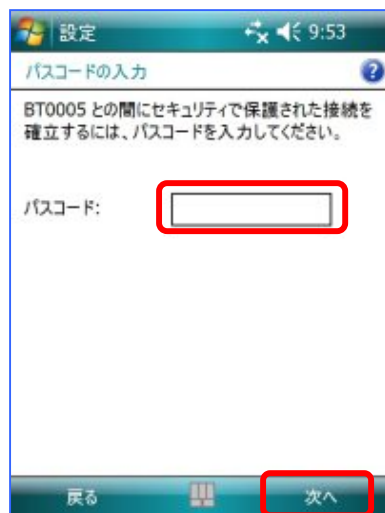 設定 9:53
パスコードの入力
BT0005 との間にセキュリティで保護された接続を
確立するには、パスコードを入力してください。
パスコード:
戻る 次へ